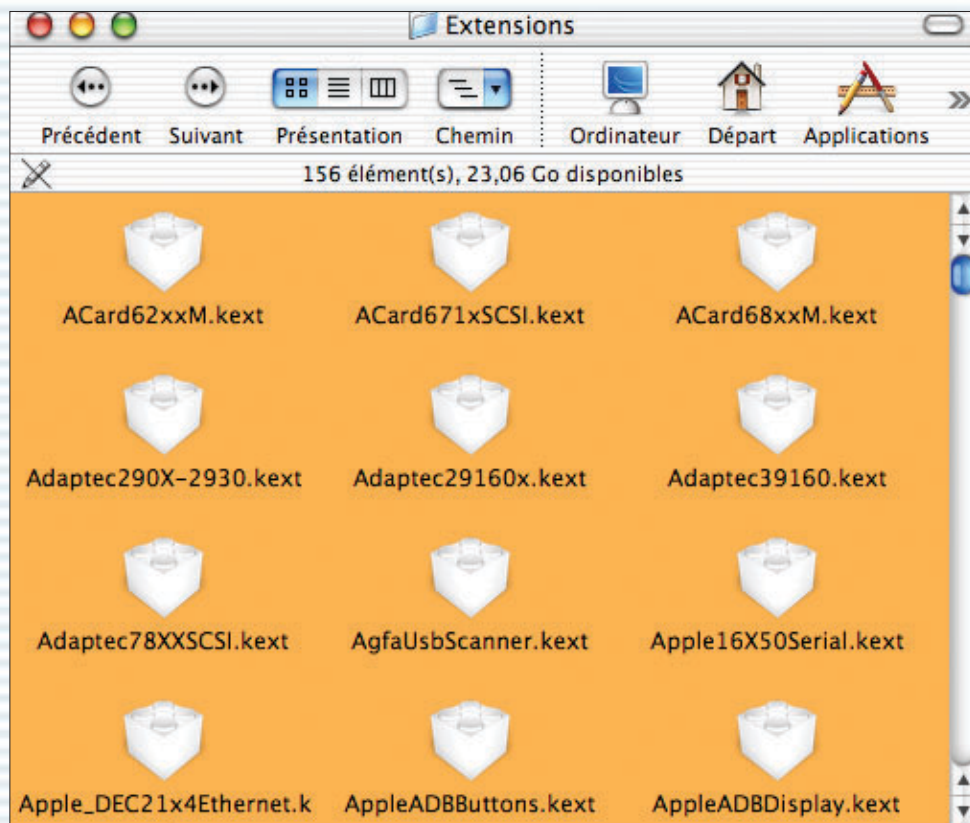 Extensions
Précédent Suivant Présentation Chemin Ordinateur Départ Applications
156 élément(s), 23,06 Go disponibles
ACard62xxM.kext ACard671xSCSI.kext ACard68xxM.kext
Adaptec290X-2930.kext Adaptec29160x.kext Adaptec39160.kext
Adaptec78XXSCSI.kext AgfaUsbScanner.kext Apple16X50Serial.kext
Apple_DEC21x4Ethernet.k AppleADBButtons.kext AppleADBDisplay.kext